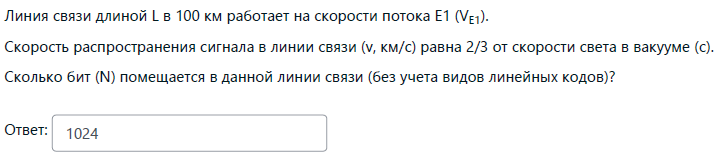 Линия связи длиной L в 100 км работает на скорости потока E1 (VE1).
Скорость распространения сигнала в линии связи (v, км/с) равна 2/3 от скорости света в вакууме (c).
Сколько бит (N) помещается в данной линии связи (без учета видов линейных кодов)?
Ответ: 1024